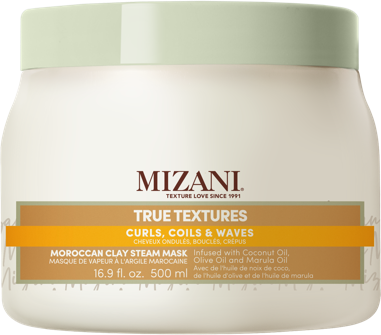 MIZANI®
TEXTURE LOVE SINCE 1991
TRUE TEXTURES
CURLS, COILS & WAVES
CHEVEUX ONDULÉS, BOUCLÉS, CRÉPUS
MOROCCAN CLAY STEAM MASK
MASQUE DE VAPEUR À L'ARGILE MAROCAINE
16.9 fl. oz. 500 ml
Infused with Coconut Oil,
Olive Oil and Marula Oil
Avec de l'huile de noix de coco,
de l'huile d'olive et de l'huile de marula